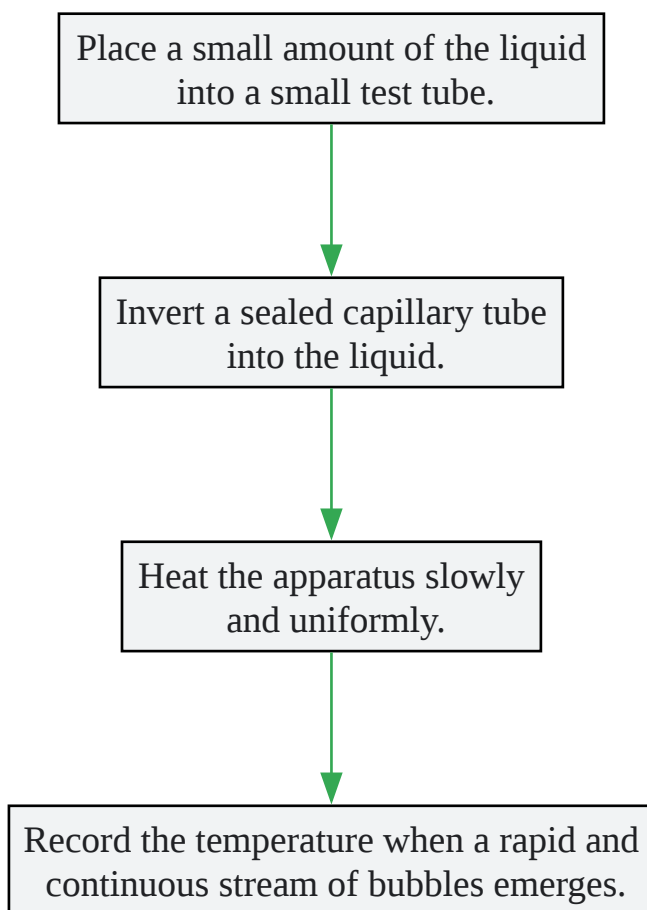 Place a small amount of the liquid
into a small test tube.
Invert a sealed capillary tube
into the liquid.
Heat the apparatus slowly
and uniformly.
Record the temperature when a rapid and
continuous stream of bubbles emerges.